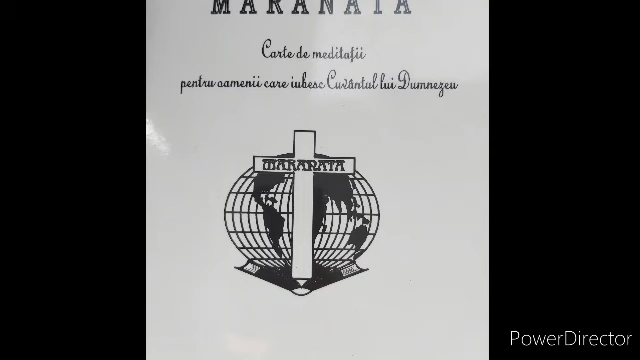 MARANATA
Carte de meditații
pentru oamenii care iubesc Cuvântul lui Dumnezeu
MARANATA
PowerDirector